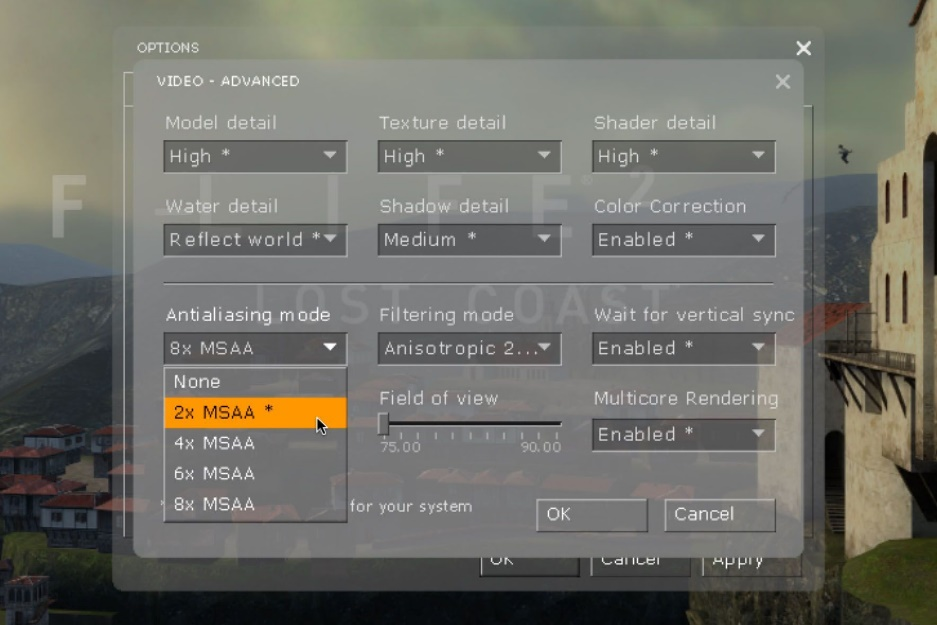 OPTIONS
VIDEO - ADVANCED
Model detail
High *
Texture detail
High *
Shader detail
High *
F - L I F E 2
Water detail
Reflect world *
Shadow detail
Medium *
Color Correction
Enabled *
LOST COAST
Antialiasing mode
8x MSAA
None
2x MSAA *
4x MSAA
6x MSAA
8x MSAA
Filtering mode
Anisotropic 2...
Wait for vertical sync
Enabled *
Field of view
75.00 90.00
Multicore Rendering
Enabled *
for your system
OK
Cancel
OK
Cancel
Apply